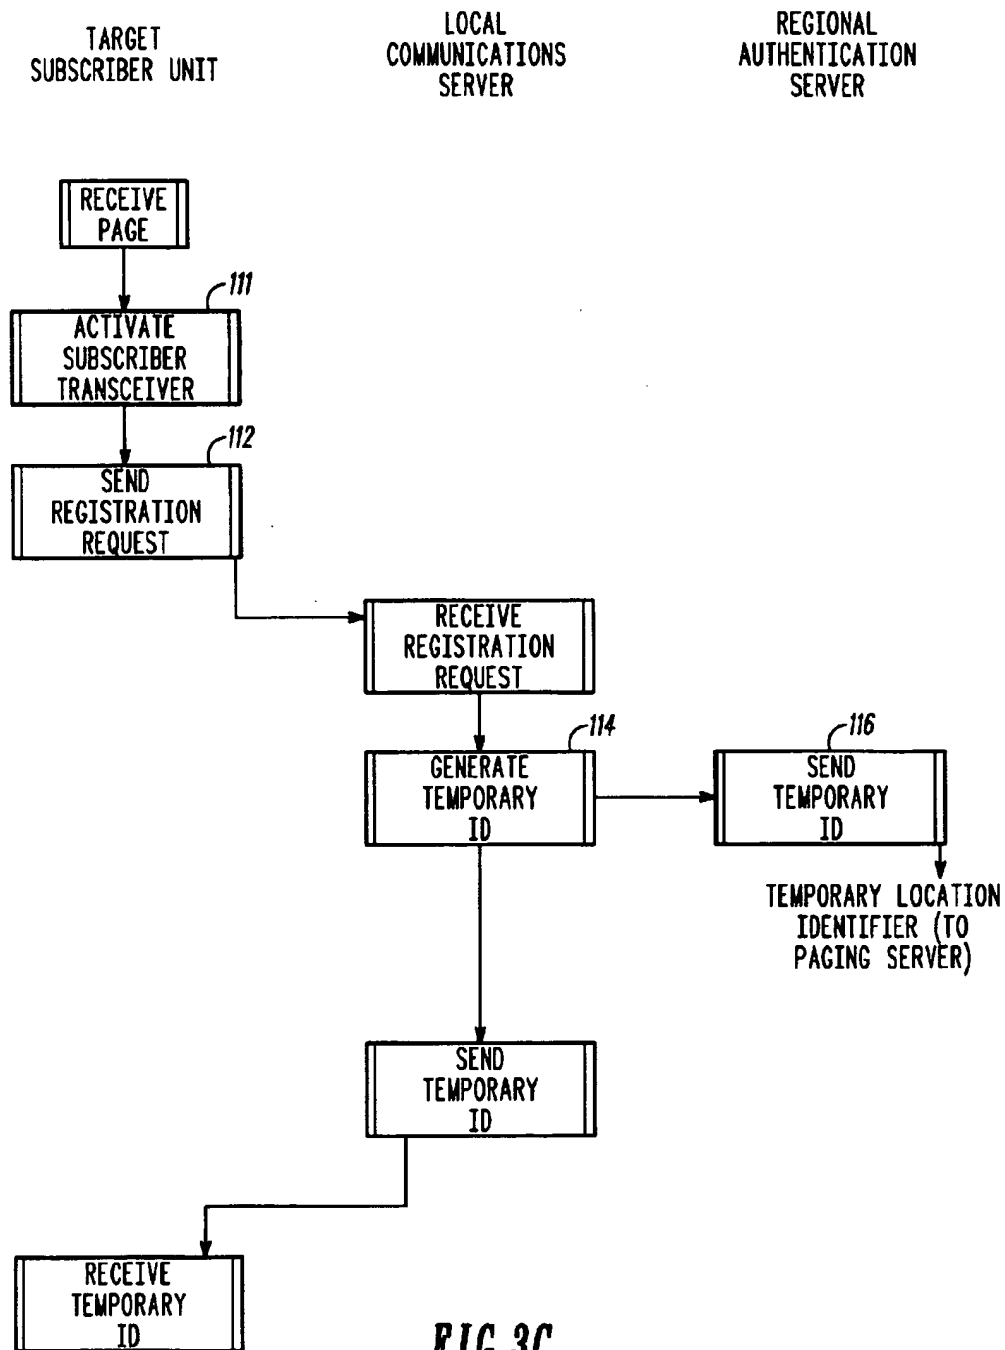 TARGET
SUBSCRIBER UNIT
LOCAL
COMMUNICATIONS
SERVER
REGIONAL
AUTHENTICATION
SERVER
RECEIVE
PAGE
111
ACTIVATE
SUBSCRIBER
TRANSCEIVER
112
SEND
REGISTRATION
REQUEST
RECEIVE
REGISTRATION
REQUEST
114
GENERATE
TEMPORARY
ID
116
SEND
TEMPORARY
ID
TEMPORARY LOCATION
IDENTIFIER (TO
PAGING SERVER)
SEND
TEMPORARY
ID
RECEIVE
TEMPORARY
ID
FIG.3C